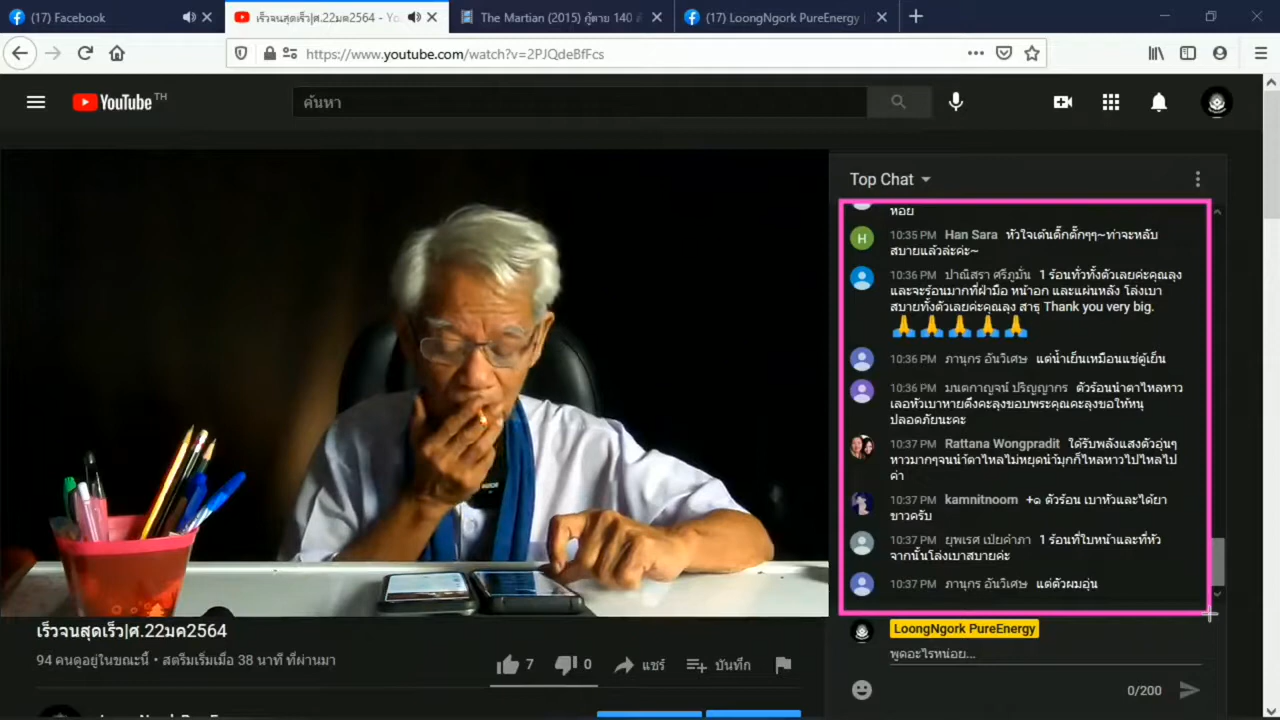 (17) Facebook
เร็วจนสุดเร็ว|ศ.22มค2564 - Yo
The Martian (2015) กู้ตาย 140 ล้
(17) LoongNgork PureEnergy |
https://www.youtube.com/watch?v=2PJQdeBfFcs
YouTube TH
ค้นหา
Top Chat
หอย
10:35 PM Han Sara หัวใจเต้นตั๊กตั๊กๆๆ~ท่าจะหลับ
สบายแล้วล่ะค่ะ~
10:36 PM ปาณิสรา ศรีภูมั่น 1 ร้อนทั่วทั้งตัวเลยค่ะคุณลุง
และจะร้อนมากที่ฝ่ามือ หน้าอก และแผ่นหลัง โล่งเบา
สบายทั้งตัวเลยค่ะคุณลุง สาธุ Thank you very big.
🙏🙏🙏🙏🙏
10:36 PM ภานุกร อันวิเศษ แต่น้ำเย็นเหมือนแช่ตู้เย็น
10:36 PM มนตกาญจน์ ปริญญากร ตัวร้อนนำตาไหลหาว
เลอหัวเบาหายตึงคะลุงขอบพระคุณคะลุงขอให้หนุ
ปลอดภัยนะคะ
10:37 PM Rattana Wongpradit ใด้รับพลังแสงตัวอุ่นๆ
หาวมากๆจนนำ้ตาไหลไม่หยุดนำ้มุกก็ไหลหาวไปไหลไป
ค่า
10:37 PM kamnitnoom +๑ ตัวร้อน เบาหัวและได้ยา
ขาวครับ
10:37 PM ยุพเรศ เปัยคำภา 1 ร้อนที่ใบหน้าและที่หัว
จากนั้นโล่งเบาสบายค่ะ
10:37 PM ภานุกร อันวิเศษ แต่ตัวผมอุ่น
LoongNgork PureEnergy
พูดอะไรหน่อย...
0/200
เร็วจนสุดเร็ว|ศ.22มค2564
94 คนดูอยู่ในขณะนี้ • สตรีมเริ่มเมื่อ 38 นาที ที่ผ่านมา
7
0
แชร์
บันทึก